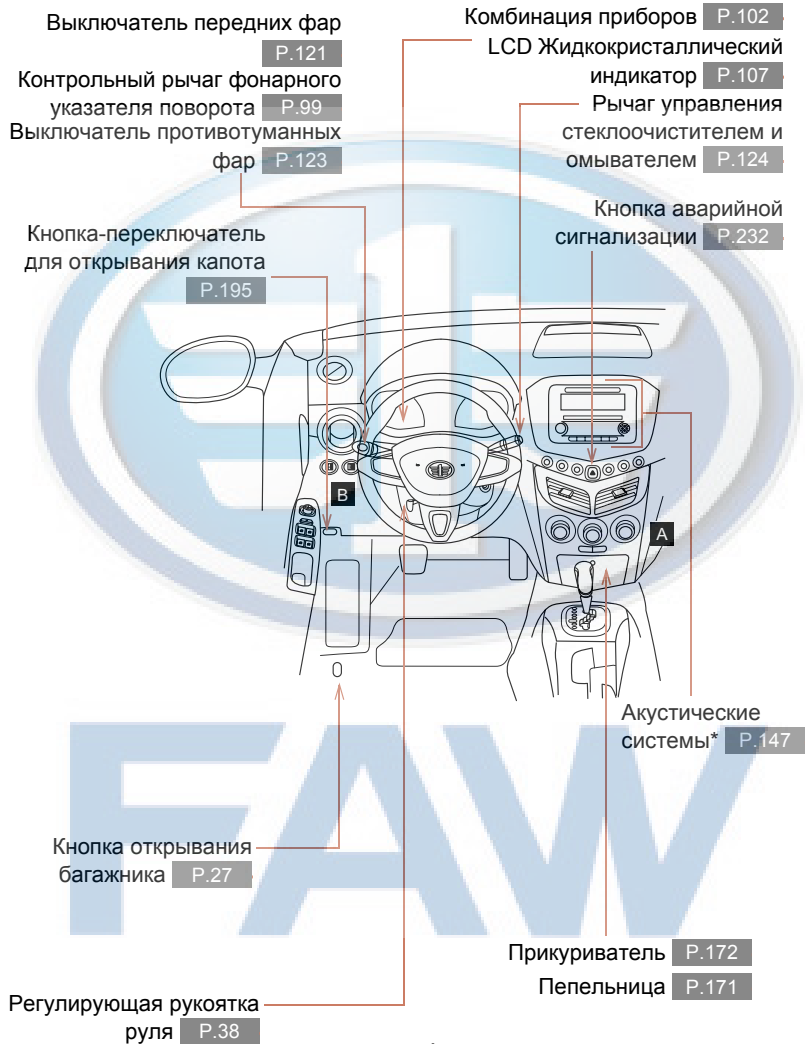 Выключатель передних фар
P.121
Контрольный рычаг фонарного
указателя поворота P.99
Выключатель противотуманных
фар P.123
Кнопка-переключатель
для открывания капота
P.195
Комбинация приборов P.102
LCD Жидкокристаллический
индикатор P.107
Рычаг управления
стеклоочистителем и
омывателем P.124
Кнопка аварийной
сигнализации P.232
B
A
Акустические
системы* P.147
FAW
Кнопка открывания
багажника P.27
Прикуриватель P.172
Пепельница P.171
Регулирующая рукоятка
руля P.38